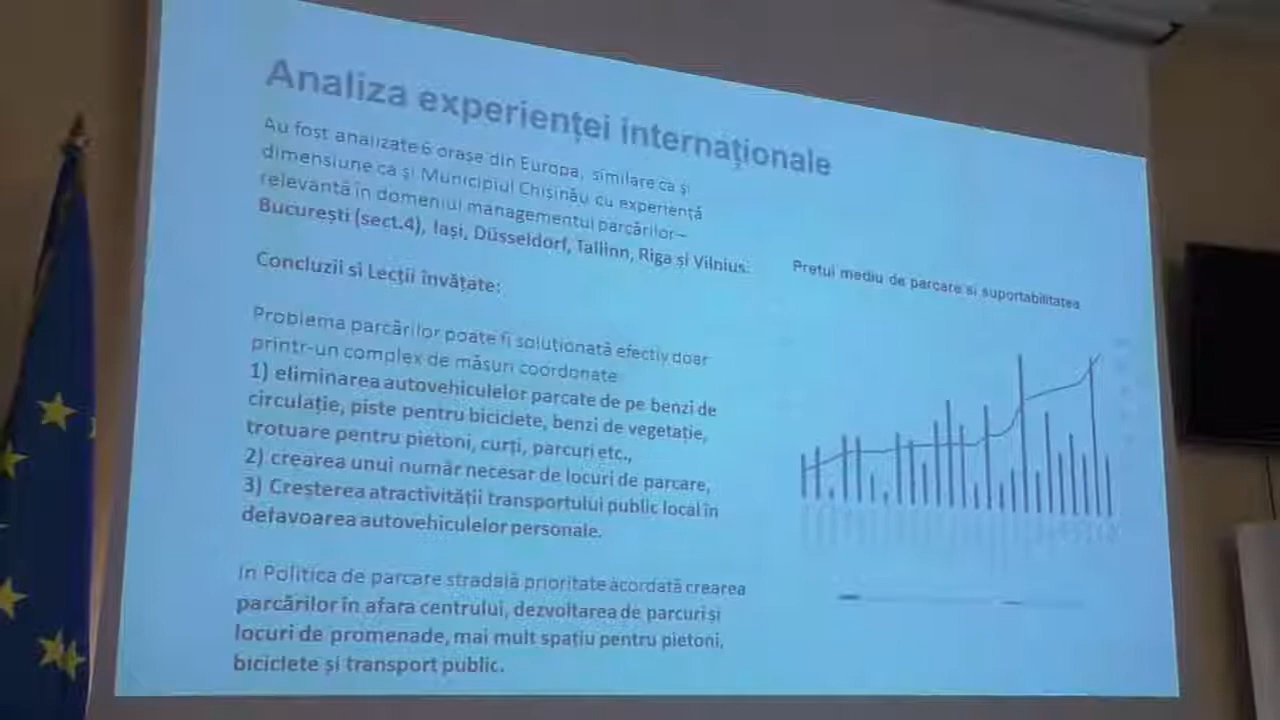 Analiza experienței internaționale
Au fost analizate 6 orașe din Europa, similare ca și
dimensiune ca și Municipiul Chișinău cu experiență
relevantă în domeniul managementul parcărilor–
București (sect.4), Iași, Düsseldorf, Tallinn, Riga și Vilnius.
Concluzii si Lecții învățate:
Problema parcărilor poate fi soluționată efectiv doar
printr-un complex de măsuri coordonate
1) eliminarea autovehiculelor parcate de pe benzi de
circulație, piste pentru biciclete, benzi de vegetație,
trotuare pentru pietoni, curți, parcuri etc.,
2) crearea unui număr necesar de locuri de parcare,
3) Creșterea atractivității transportului public local în
defavoarea autovehiculelor personale.
In Politica de parcare stradală prioritate acordată crearea
parcărilor în afara centrului, dezvoltarea de parcuri și
locuri de promenade, mai mult spațiu pentru pietoni,
biciclete și transport public.
Pretul mediu de parcare si suportabilitatea